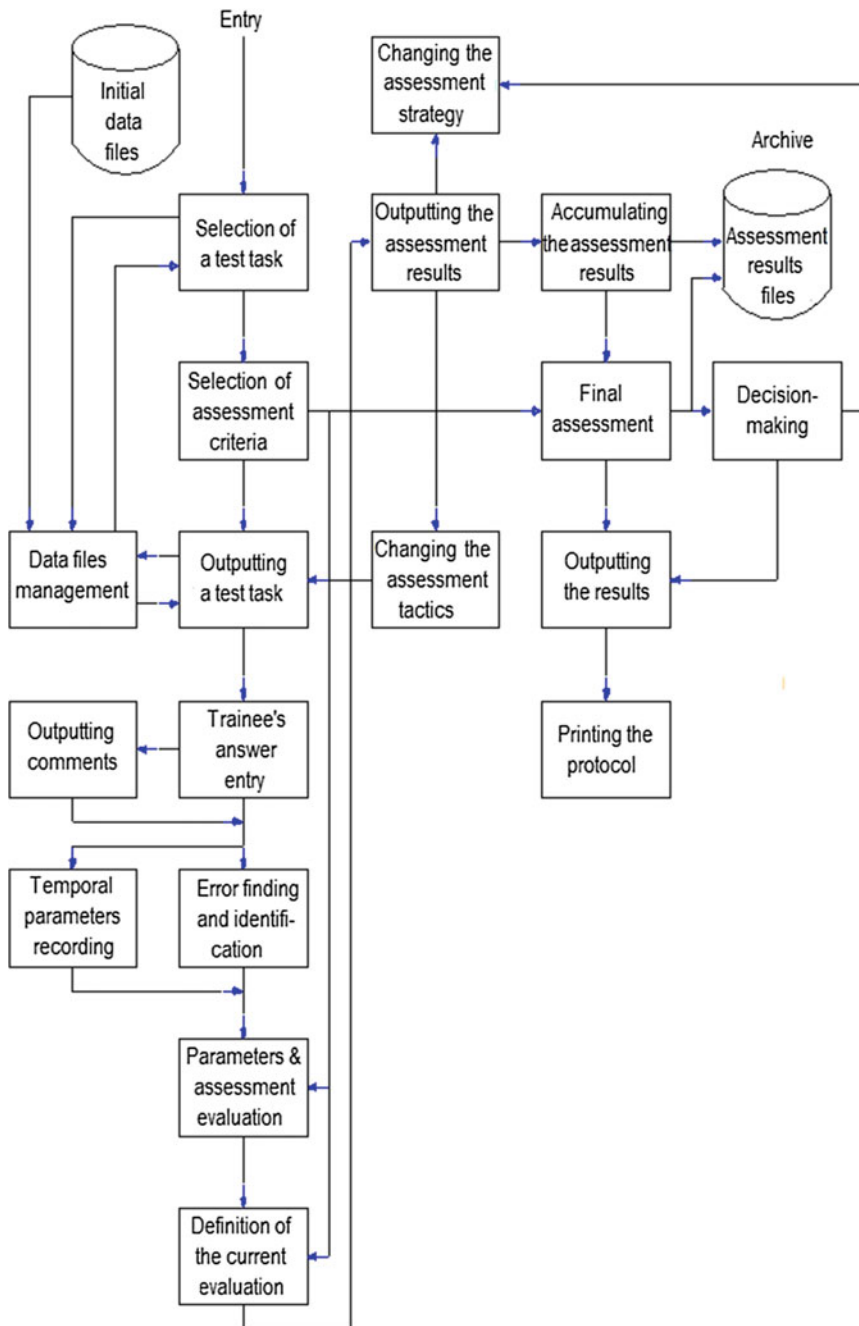 Entry
Initial
data
files
Changing the
assessment
strategy
Archive
Selection of
a test task
Outputting the
assessment
results
Accumulating
the assessment
results
Assessment
results
files
Selection of
assessment
criteria
Final
assessment
Decision-
making
Data files
management
Outputting
a test task
Changing the
assessment
tactics
Outputting
the results
Outputting
comments
Trainee's
answer
entry
Printing the
protocol
Temporal
parameters
recording
Error finding
and identifi-
cation
Parameters &
assessment
evaluation
Definition of
the current
evaluation